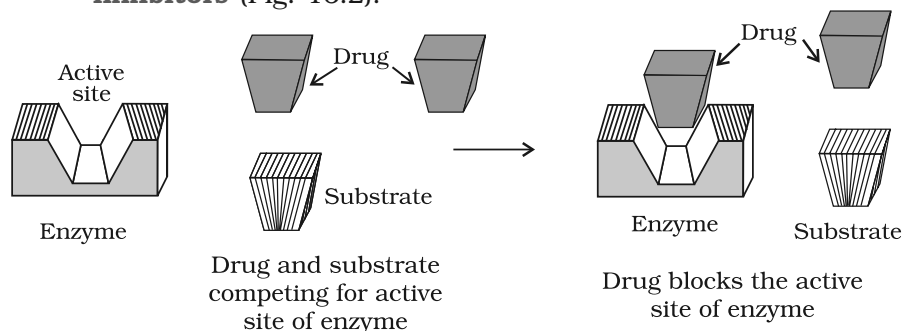 inhibitors (Fig. 16.2).
Drug
Drug
Active
site
Substrate
Enzyme
Enzyme
Substrate
Drug and substrate
competing for active
site of enzyme
Drug blocks the active
site of enzyme